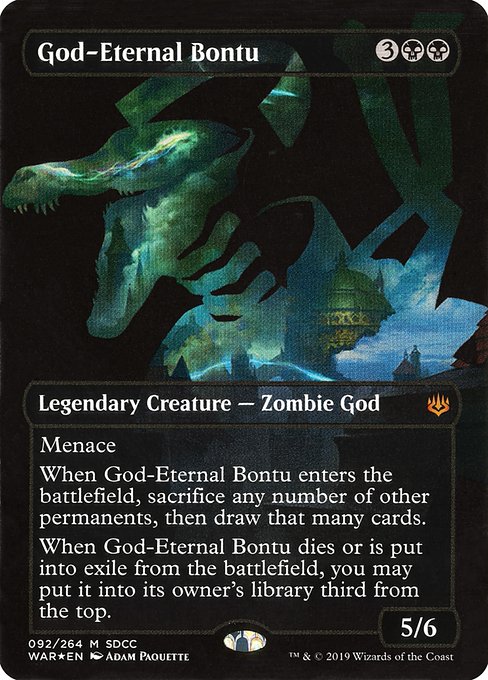 God-Eternal Bontu 3
Legendary Creature — Zombie God
Menace
When God-Eternal Bontu enters the
battlefield, sacrifice any number of other
permanents, then draw that many cards.
When God-Eternal Bontu dies or is put
into exile from the battlefield, you may
put it into its owner's library third from
the top.
5/6
092/264 M SDCC
WAR★EN Adam Paquette
™ & © 2019 Wizards of the Coast